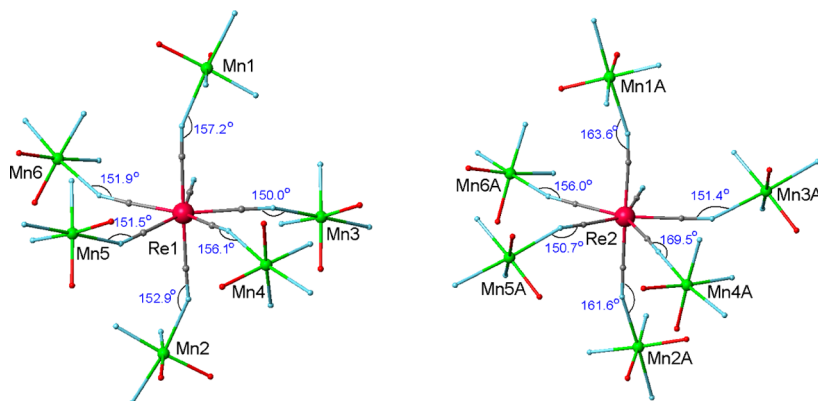 Mn1
157.2°
Mn6
151.9°
150.0°
151.5°
Mn3
Re1
156.1°
Mn5
Mn4
152.9°
Mn2
Mn1A
163.6°
Mn6A
156.0°
151.4°
Mn3A
150.7°
Re2
169.5°
Mn5A
Mn4A
161.6°
Mn2A